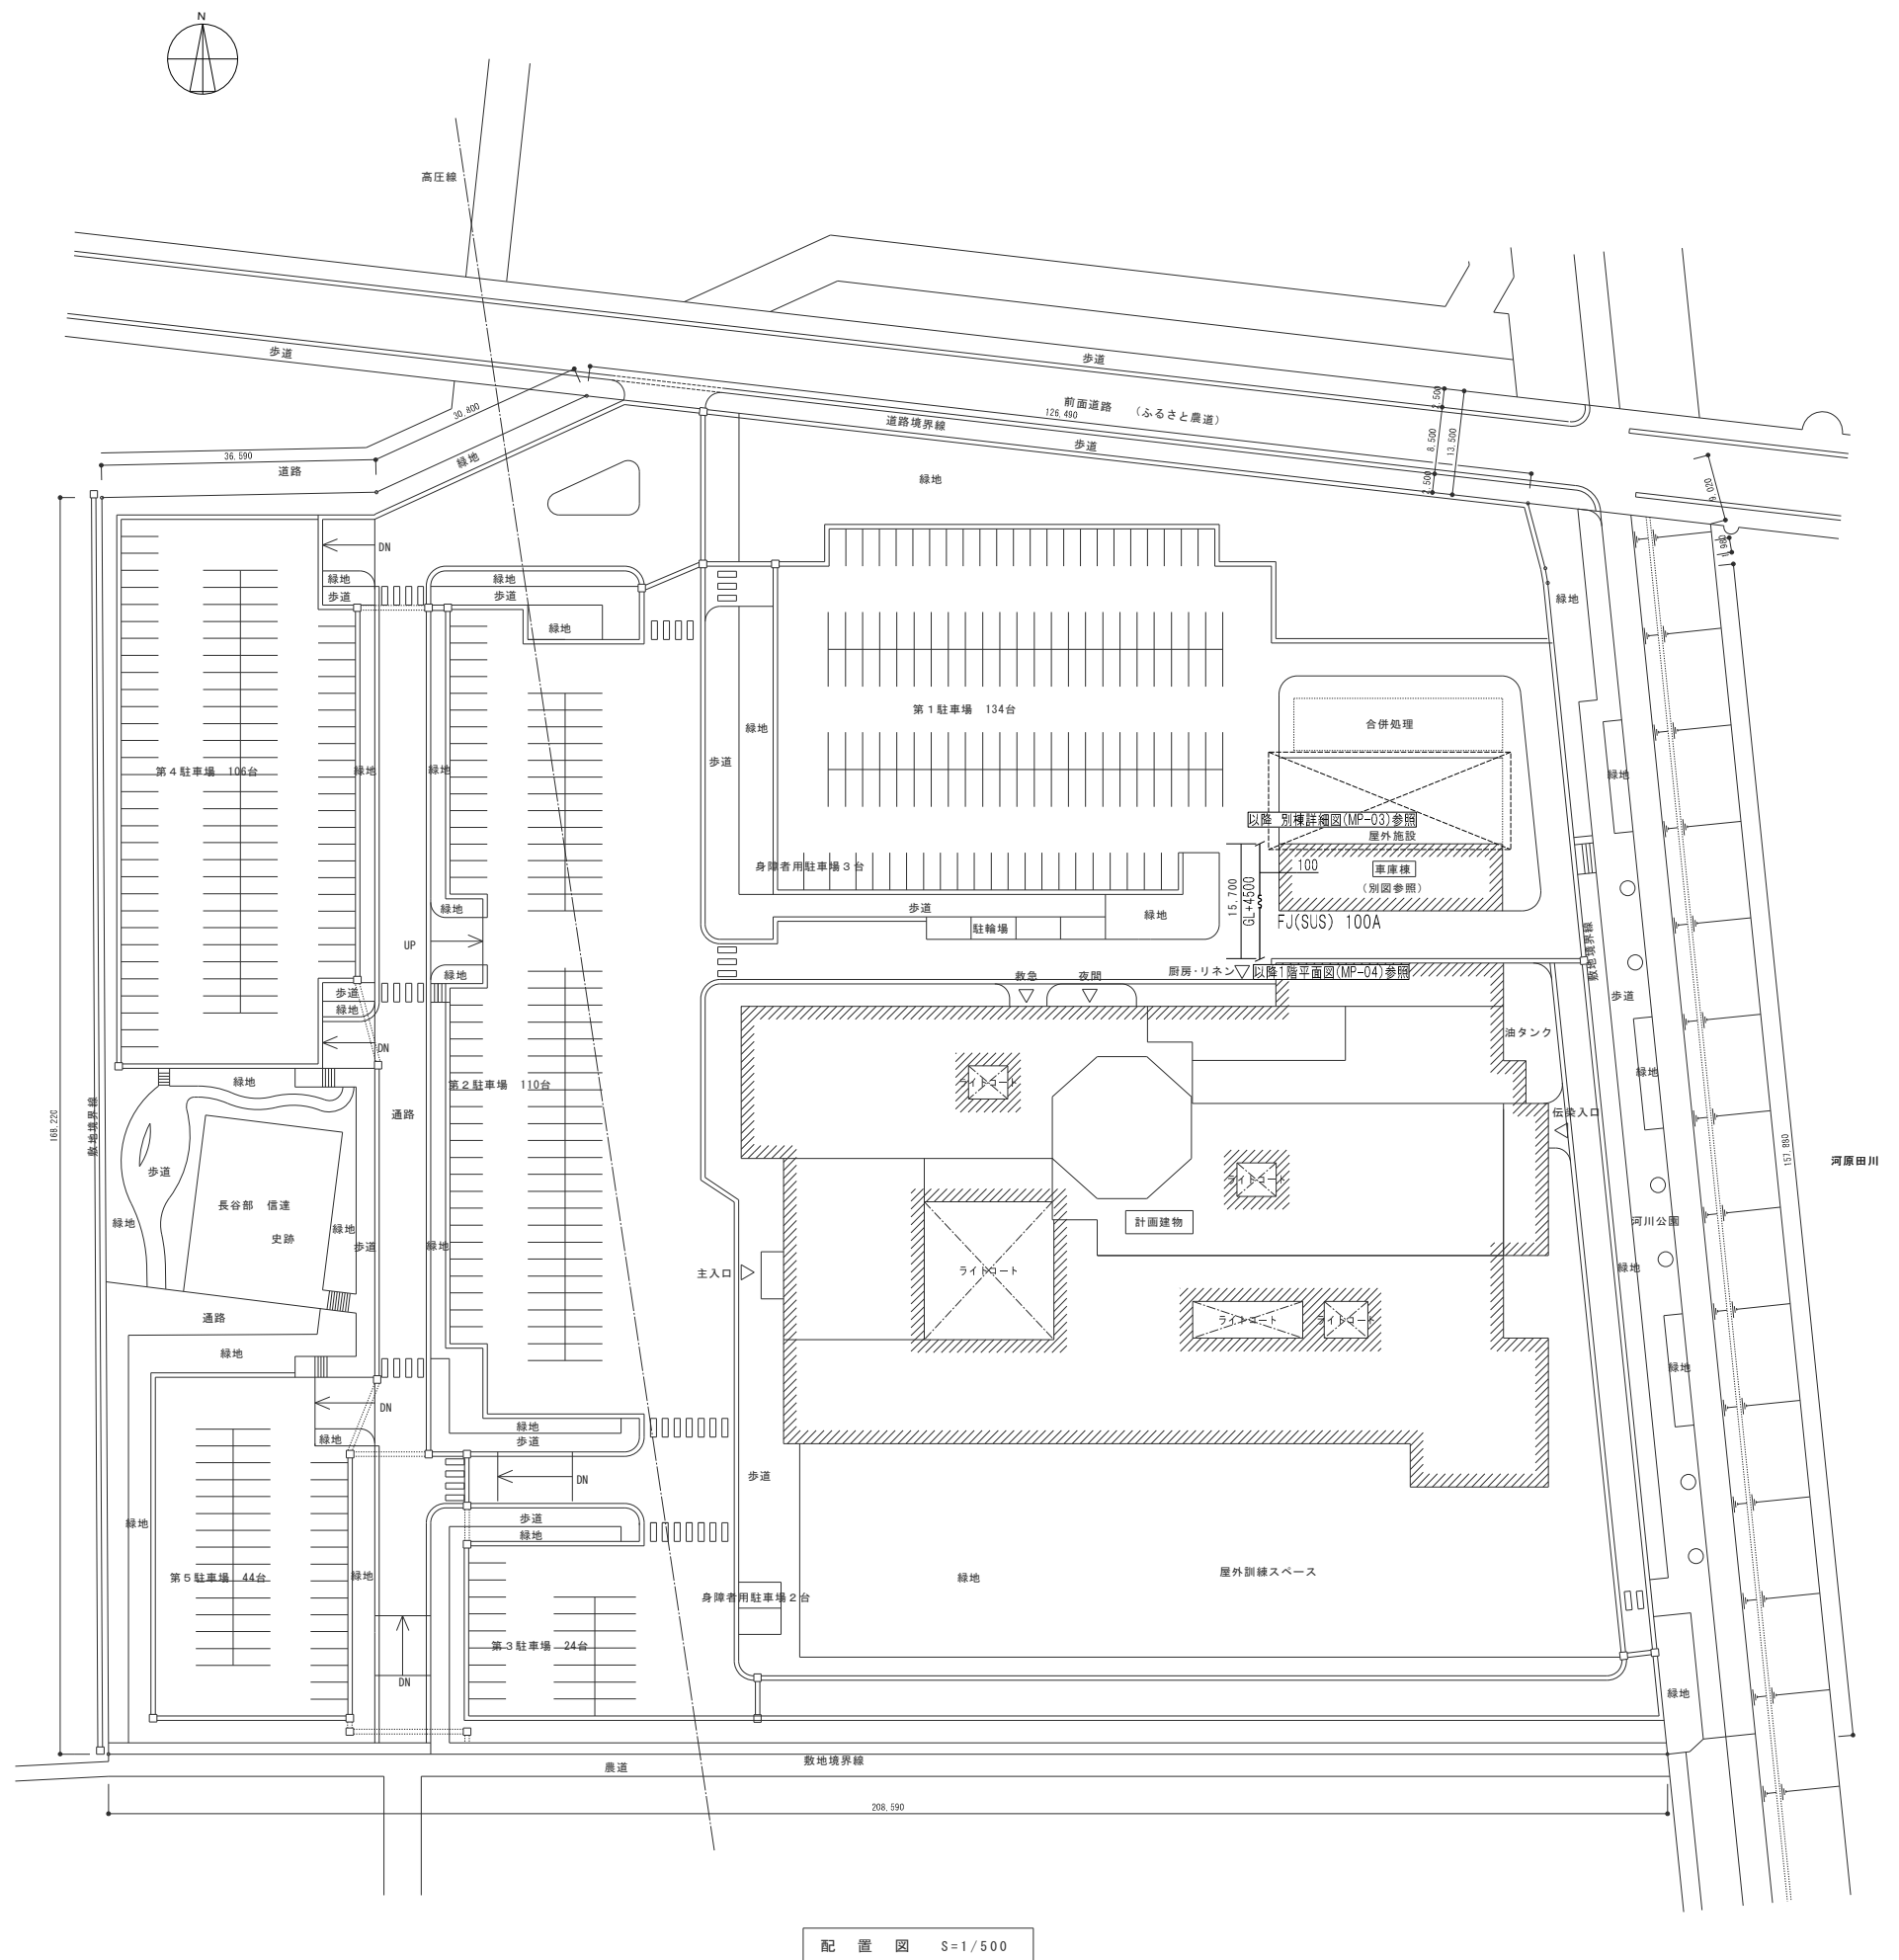 N
高圧線
歩道
歩道
30,800
前面道路 (ふるさと農道)
126,490
道路境界線
歩道
2,500
8,500
13,500
2,500
36,590
道路
緑地
緑地
9,020
1,980
DN
緑地
歩道
緑地
歩道
緑地
緑地
第1駐車場 134台
合併処理
緑地
歩道
第4駐車場 106台
緑地
緑地
緑地
以降 別棟詳細図(MP-03)参照
屋外施設
身障者用駐車場3台
100
車庫棟
(別図参照)
15,700
GL+4500
S
FJ(SUS) 100A
緑地
歩道
緑地
駐輪場
UP
敷地境界線
厨房・リネン
以降1階平面図(MP-04)参照
緑地
救急
夜間
歩道
緑地
歩道
油タンク
DN
緑地
第2駐車場 110台
ライトコート
緑地
通路
伝染入口
168,220
敷地境界線
歩道
157,880
河原田川
ライトコート
長谷部 信達
史跡
緑地
緑地
歩道
緑地
計画建物
河川公園
主入口
ライトコート
緑地
通路
ライトコート
ライトコート
緑地
緑地
DN
緑地
緑地
歩道
歩道
DN
緑地
歩道
緑地
第5駐車場 44台
緑地
緑地
屋外訓練スペース
身障者用駐車場2台
第3駐車場 24台
DN
緑地
敷地境界線
農道
208,590
配 置 図 S=1/500